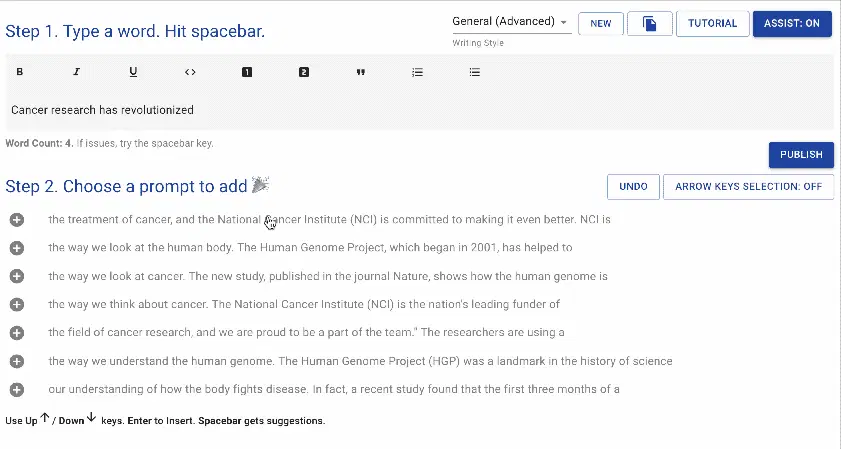 Step 1. Type a word. Hit spacebar.
General (Advanced)
Writing Style
NEW
TUTORIAL
ASSIST: ON
B I U <> 1 2 "
Cancer research has revolutionized
Word Count: 4. If issues, try the spacebar key.
PUBLISH
Step 2. Choose a prompt to add 🎉
UNDO
ARROW KEYS SELECTION: OFF
the treatment of cancer, and the National Cancer Institute (NCI) is committed to making it even better. NCI is
the way we look at the human body. The Human Genome Project, which began in 2001, has helped to
the way we look at cancer. The new study, published in the journal Nature, shows how the human genome is
the way we think about cancer. The National Cancer Institute (NCI) is the nation's leading funder of
the field of cancer research, and we are proud to be a part of the team." The researchers are using a
the way we understand the human genome. The Human Genome Project (HGP) was a landmark in the history of science
our understanding of how the body fights disease. In fact, a recent study found that the first three months of a
Use Up ↑ / Down ↓ keys. Enter to Insert. Spacebar gets suggestions.